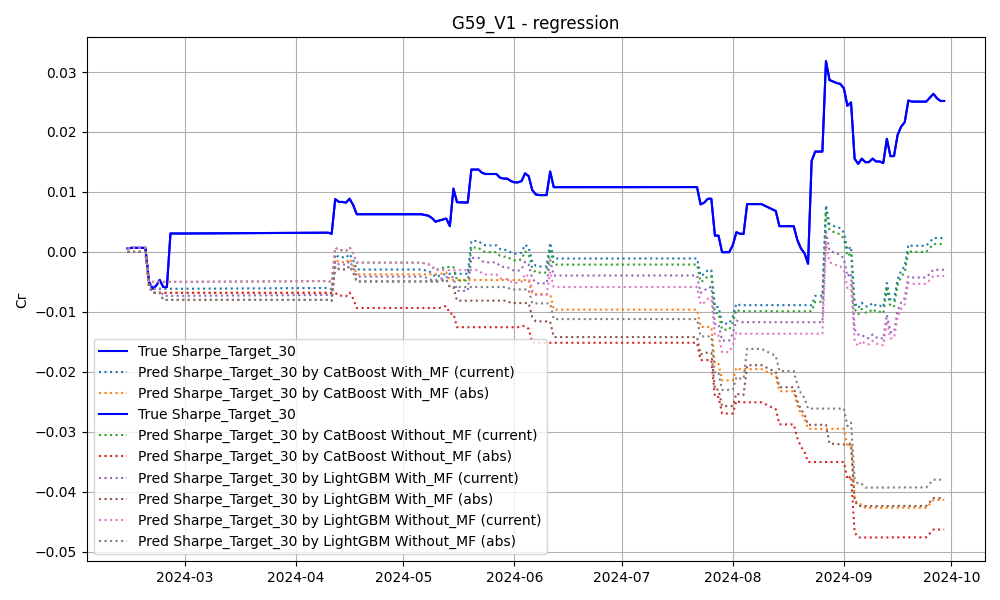 G59_V1 - regression
0.03
0.02
0.01
0.00
−0.01
−0.02
−0.03
−0.04
−0.05
Cr
True Sharpe_Target_30
Pred Sharpe_Target_30 by CatBoost With_MF (current)
Pred Sharpe_Target_30 by CatBoost With_MF (abs)
True Sharpe_Target_30
Pred Sharpe_Target_30 by CatBoost Without_MF (current)
Pred Sharpe_Target_30 by CatBoost Without_MF (abs)
Pred Sharpe_Target_30 by LightGBM With_MF (current)
Pred Sharpe_Target_30 by LightGBM With_MF (abs)
Pred Sharpe_Target_30 by LightGBM Without_MF (current)
Pred Sharpe_Target_30 by LightGBM Without_MF (abs)
2024-03 2024-04 2024-05 2024-06 2024-07 2024-08 2024-09 2024-10